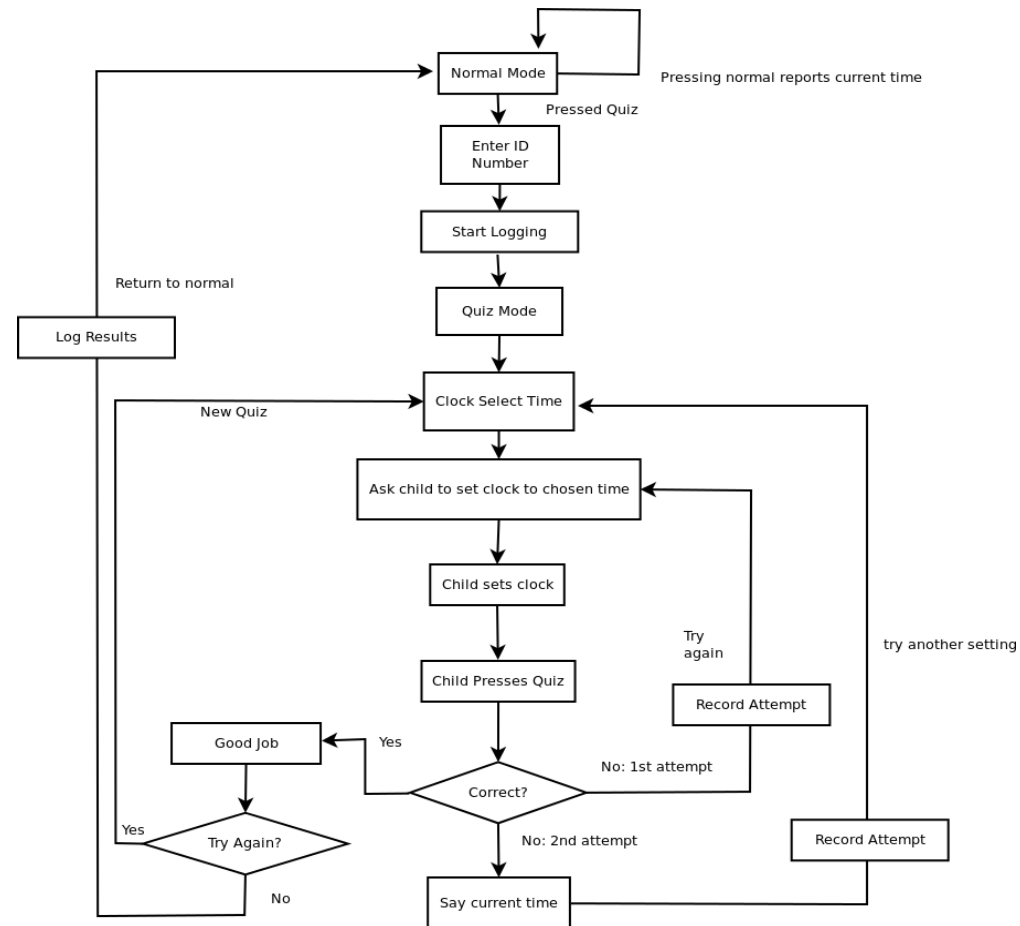 Normal Mode
Pressing normal reports current time
Pressed Quiz
Enter ID
Number
Start Logging
Return to normal
Quiz Mode
Log Results
Clock Select Time
New Quiz
Ask child to set clock to chosen time
Child sets clock
Try
again
try another setting
Child Presses Quiz
Record Attempt
Good Job
Yes
No: 1st attempt
Correct?
Yes
Try Again?
No: 2nd attempt
Record Attempt
No
Say current time